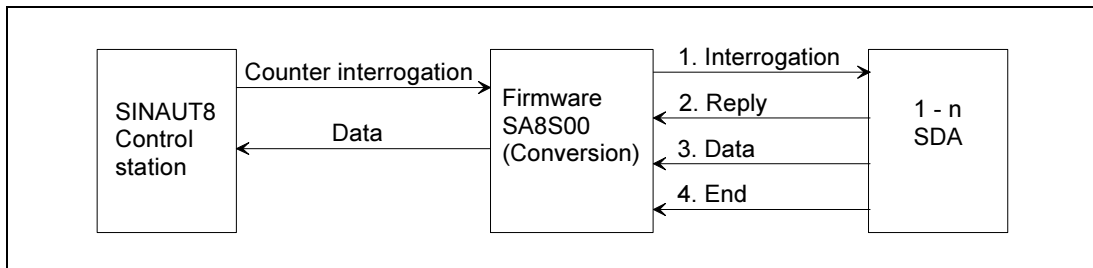 SINAUT8
Control
station
Counter interrogation
Data
Firmware
SA8S00
(Conversion)
1. Interrogation
2. Reply
3. Data
4. End
1 - n
SDA